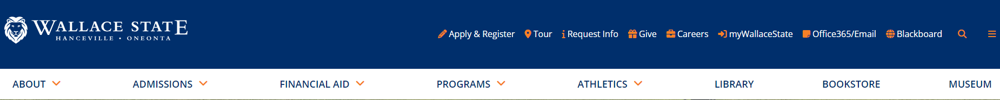 WALLACE STATE
HANCEVILLE • ONEONTA
Apply & Register Tour Request Info Give Careers myWallaceState Office365/Email Blackboard
ABOUT ADMISSIONS FINANCIAL AID PROGRAMS ATHLETICS LIBRARY BOOKSTORE MUSEUM